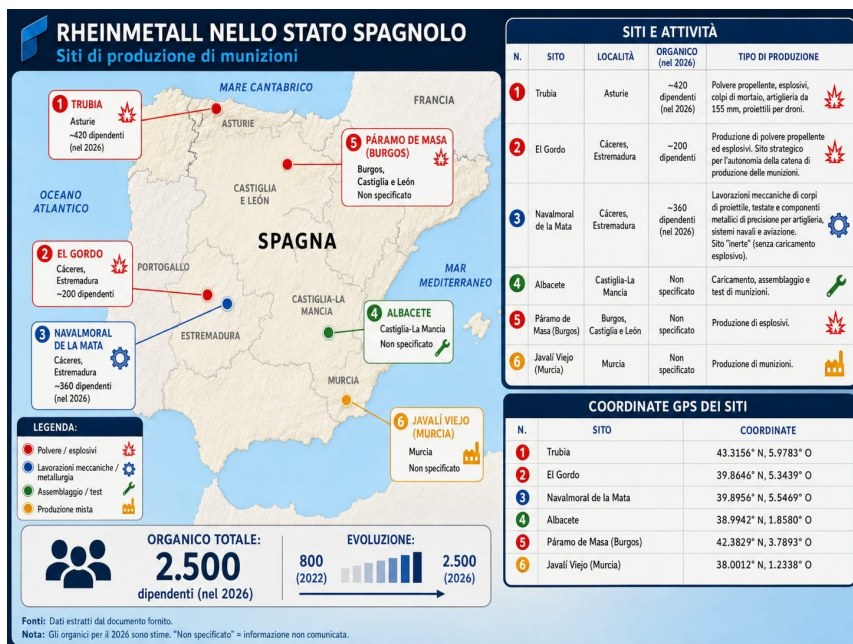 RHEINMETALL NELLO STATO SPAGNOLO
Siti di produzione di munizioni
MARE CANTABRICO
FRANCIA
OCEANO
ATLANTICO
PORTOGALLO
MAR
MEDITERRANEO
SPAGNA
ASTURIE
CASTIGLIA
E LEÓN
CASTIGLIA-LA
MANCIA
ESTREMADURA
MURCIA
1 TRUBIA
Asturie
~420 dipendenti
(nel 2026)
5 PÁRAMO DE MASA
(BURGOS)
Burgos,
Castiglia e León
Non specificato
2 EL GORDO
Cáceres,
Estremadura
~200 dipendenti
3 NAVALMORAL
DE LA MATA
Cáceres,
Estremadura
~360 dipendenti
(nel 2026)
4 ALBACETE
Castiglia-La Mancia
Non specificato
6 JAVALÍ VIEJO
(MURCIA)
Murcia
Non specificato
LEGENDA:
Polvere / esplosivi
Lavorazioni meccaniche /
metallurgia
Assemblaggio / test
Produzione mista
ORGANICO TOTALE:
2.500
dipendenti (nel 2026)
EVOLUZIONE:
800
(2022)
2.500
(2026)
Fonti: Dati estratti dal documento fornito.
Nota: Gli organici per il 2026 sono stime. "Non specificato" = informazione non comunicata.
SITI E ATTIVITÀ
N. SITO LOCALITÀ ORGANICO (nel 2026) TIPO DI PRODUZIONE
1 Trubia Asturie ~420 dipendenti (nel 2026) Polvere propellente, esplosivi,
colpi di mortaio, artiglieria da
155 mm, proiettili per droni.
2 El Gordo Cáceres, Estremadura ~200 dipendenti Produzione di polvere propellente
ed esplosivi. Sito strategico
per l'autonomia della catena di
produzione delle munizioni.
3 Navalmoral de la Mata Cáceres, Estremadura ~360 dipendenti (nel 2026) Lavorazioni meccaniche di corpi
di proiettile, testate e componenti
metallici di precisione per artiglieria,
sistemi navali e aviazione.
Sito "inerte" (senza caricamento
esplosivo).
4 Albacete Castiglia-La Mancia Non specificato Caricamento, assemblaggio e
test di munizioni.
5 Páramo de Masa (Burgos) Burgos, Castiglia e León Non specificato Produzione di esplosivi.
6 Javalí Viejo (Murcia) Murcia Non specificato Produzione di munizioni.
COORDINATE GPS DEI SITI
N. SITO COORDINATE
1 Trubia 43.3156° N, 5.9783° O
2 El Gordo 39.8646° N, 5.3439° O
3 Navalmoral de la Mata 39.8956° N, 5.5469° O
4 Albacete 38.9942° N, 1.8580° O
5 Páramo de Masa (Burgos) 42.3829° N, 3.7893° O
6 Javalí Viejo (Murcia) 38.0012° N, 1.2338° O